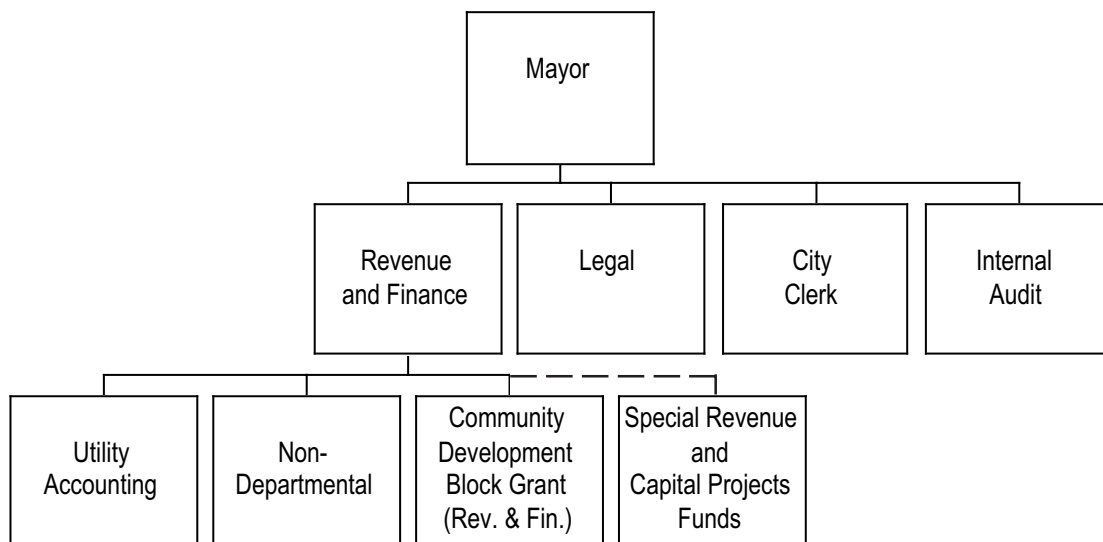 Mayor
Revenue
and Finance
Legal
City
Clerk
Internal
Audit
Utility
Accounting
Non-
Departmental
Community
Development
Block Grant
(Rev. & Fin.)
Special Revenue
and
Capital Projects
Funds